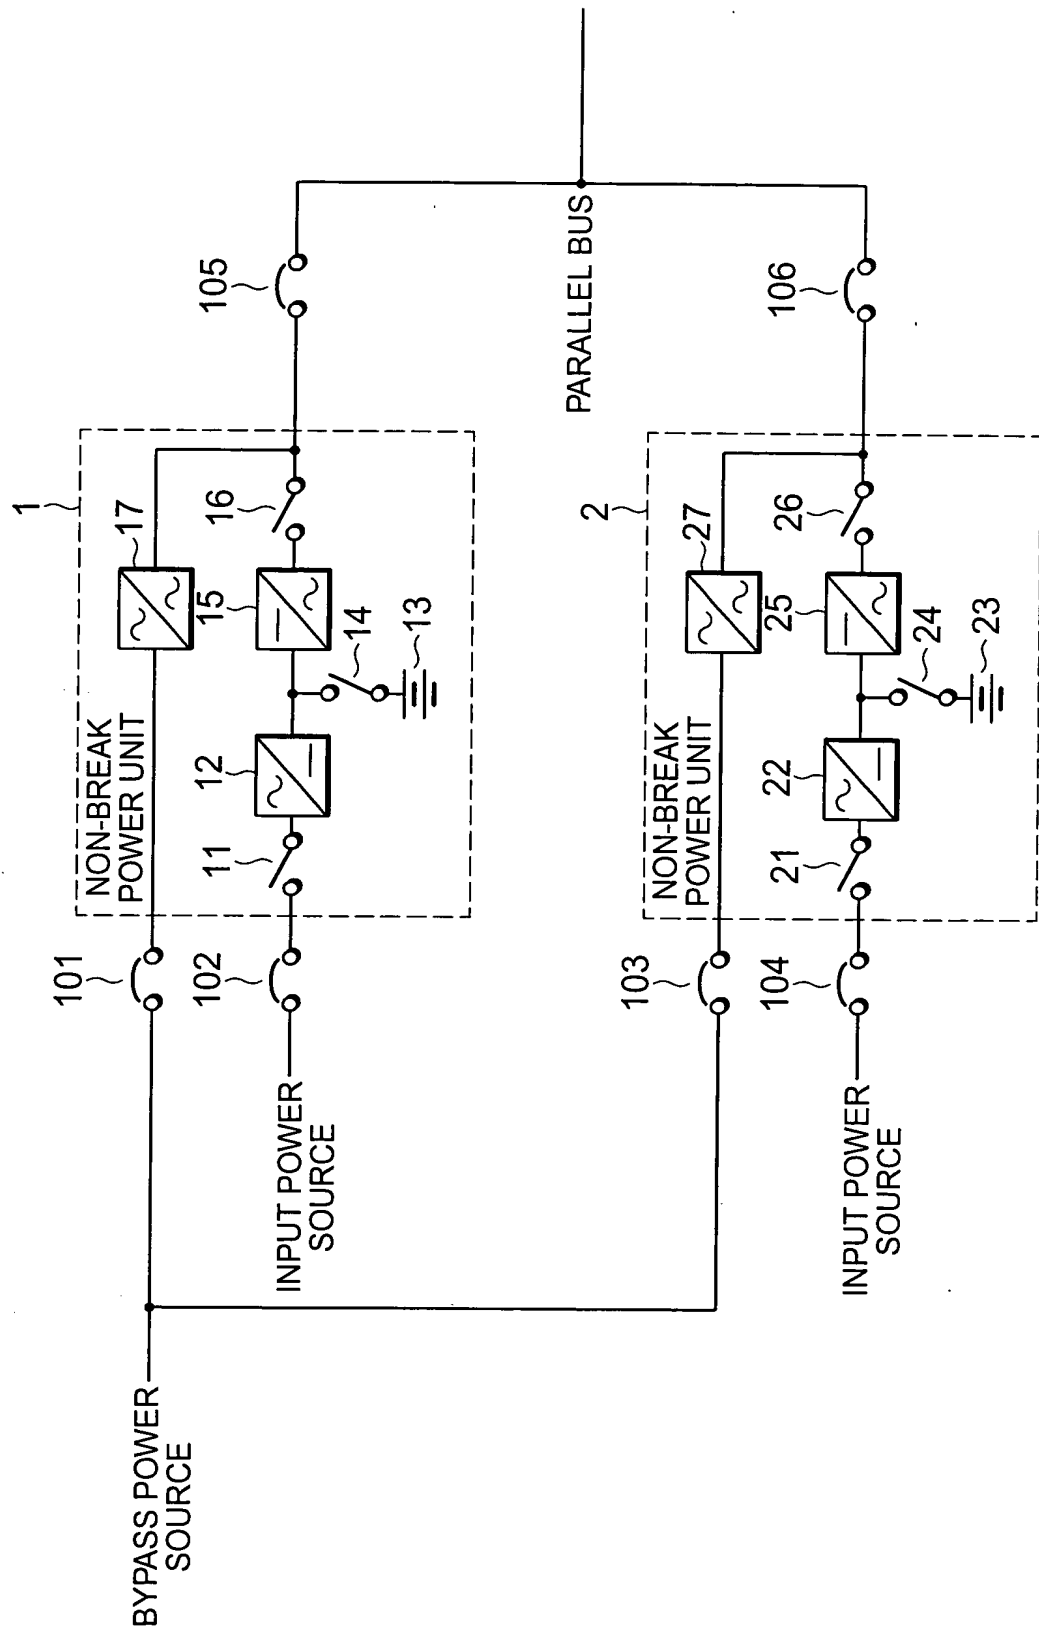 BYPASS POWER
SOURCE
INPUT POWER
SOURCE
101
102
NON-BREAK
POWER UNIT
1
11
12
13
14
15
16
17
105
PARALLEL BUS
INPUT POWER
SOURCE
103
104
NON-BREAK
POWER UNIT
2
21
22
23
24
25
26
27
106